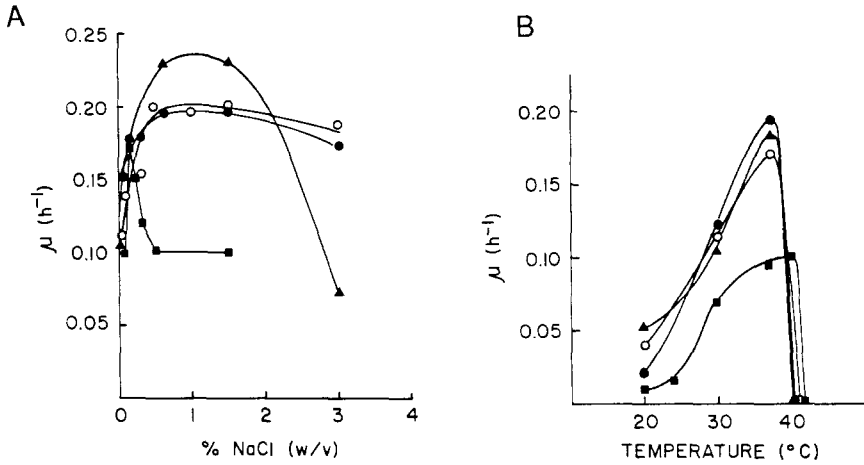 A
0.25
0.20
0.15
0.10
0.05
μ (h⁻¹)
0 1 2 3 4
% NaCl (w/v)
B
0.20
0.15
0.10
0.05
μ (h⁻¹)
20 30 40
TEMPERATURE (°C)